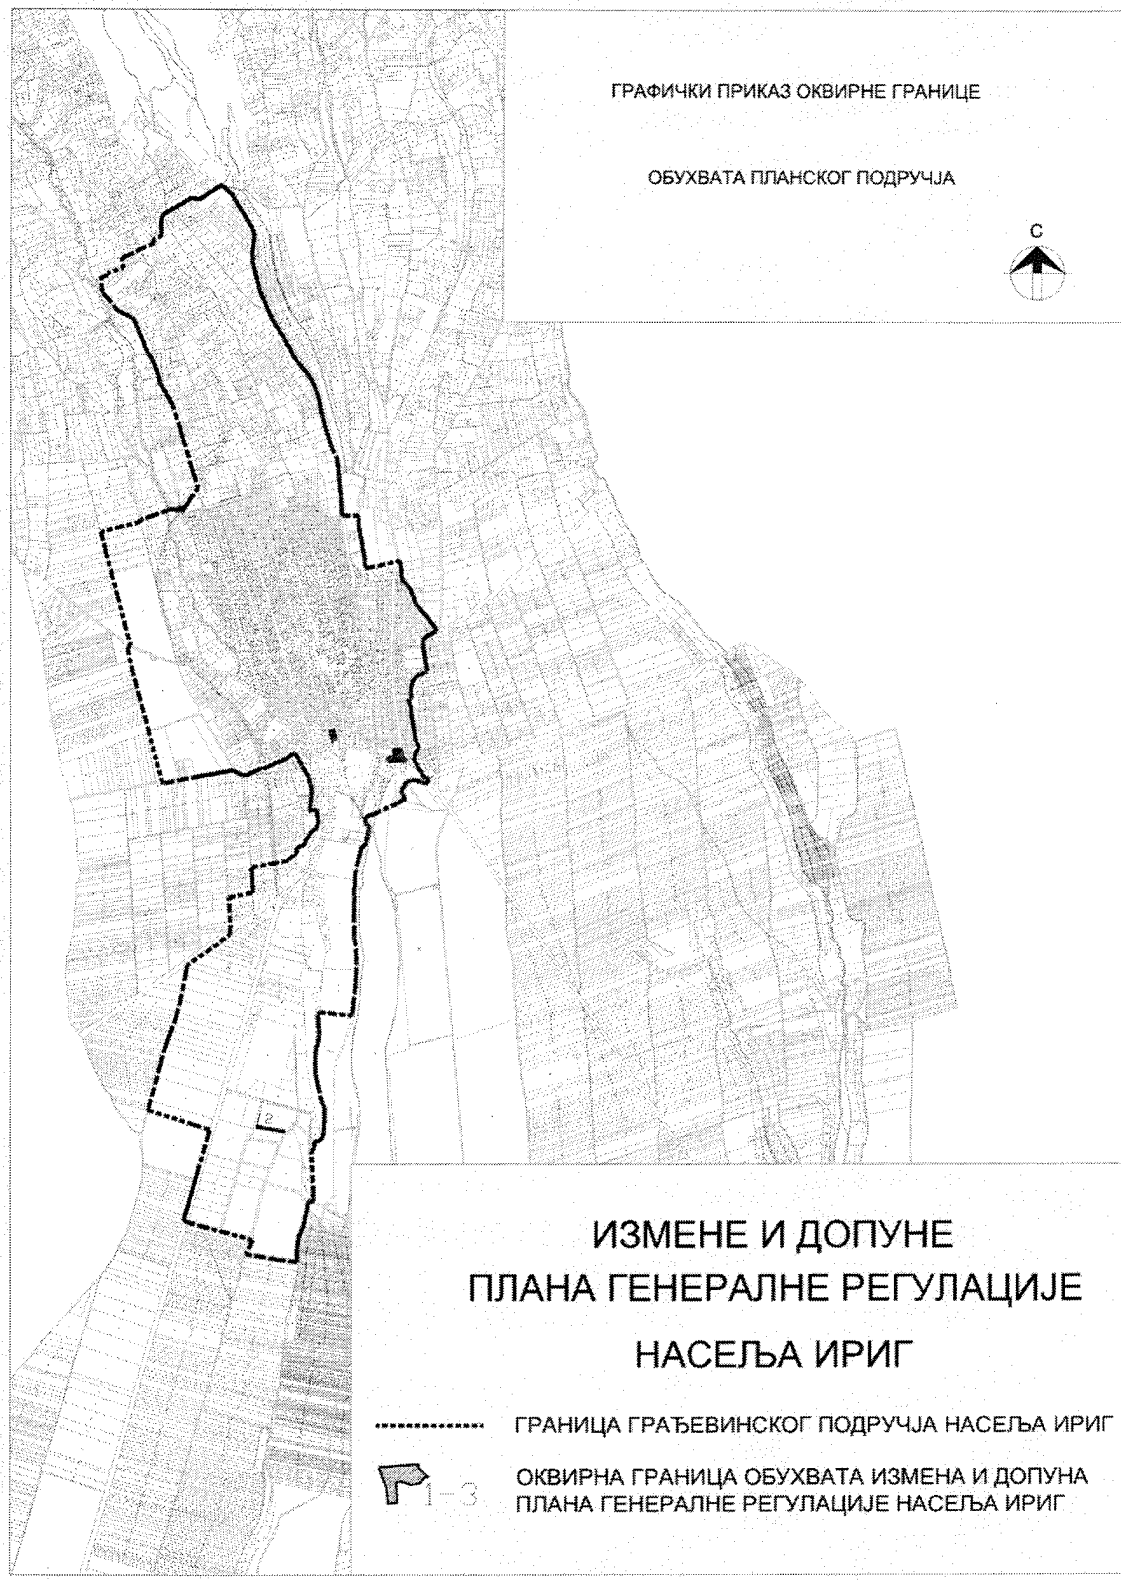 ГРАФИЧКИ ПРИКАЗ ОКВИРНЕ ГРАНИЦЕ
ОБУХВАТА ПЛАНСКОГ ПОДРУЧЈА
С
2
ИЗМЕНЕ И ДОПУНЕ
ПЛАНА ГЕНЕРАЛНЕ РЕГУЛАЦИЈЕ
НАСЕЉА ИРИГ
ГРАНИЦА ГРАЂЕВИНСКОГ ПОДРУЧЈА НАСЕЉА ИРИГ
1-3
ОКВИРНА ГРАНИЦА ОБУХВАТА ИЗМЕНА И ДОПУНА
ПЛАНА ГЕНЕРАЛНЕ РЕГУЛАЦИЈЕ НАСЕЉА ИРИГ